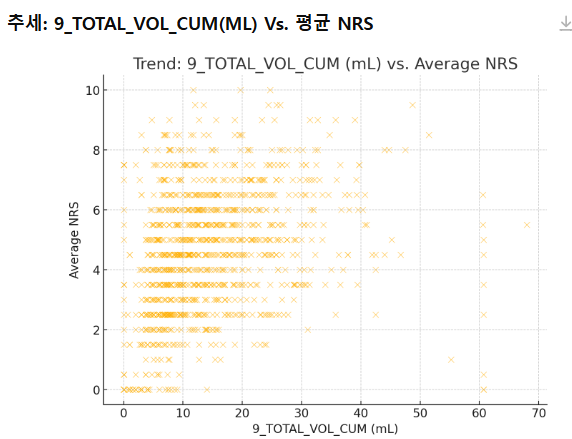 추세: 9_TOTAL_VOL_CUM(ML) Vs. 평균 NRS
Trend: 9_TOTAL_VOL_CUM (mL) vs. Average NRS
Average NRS
10
8
6
4
2
0
0 10 20 30 40 50 60 70
9_TOTAL_VOL_CUM (mL)